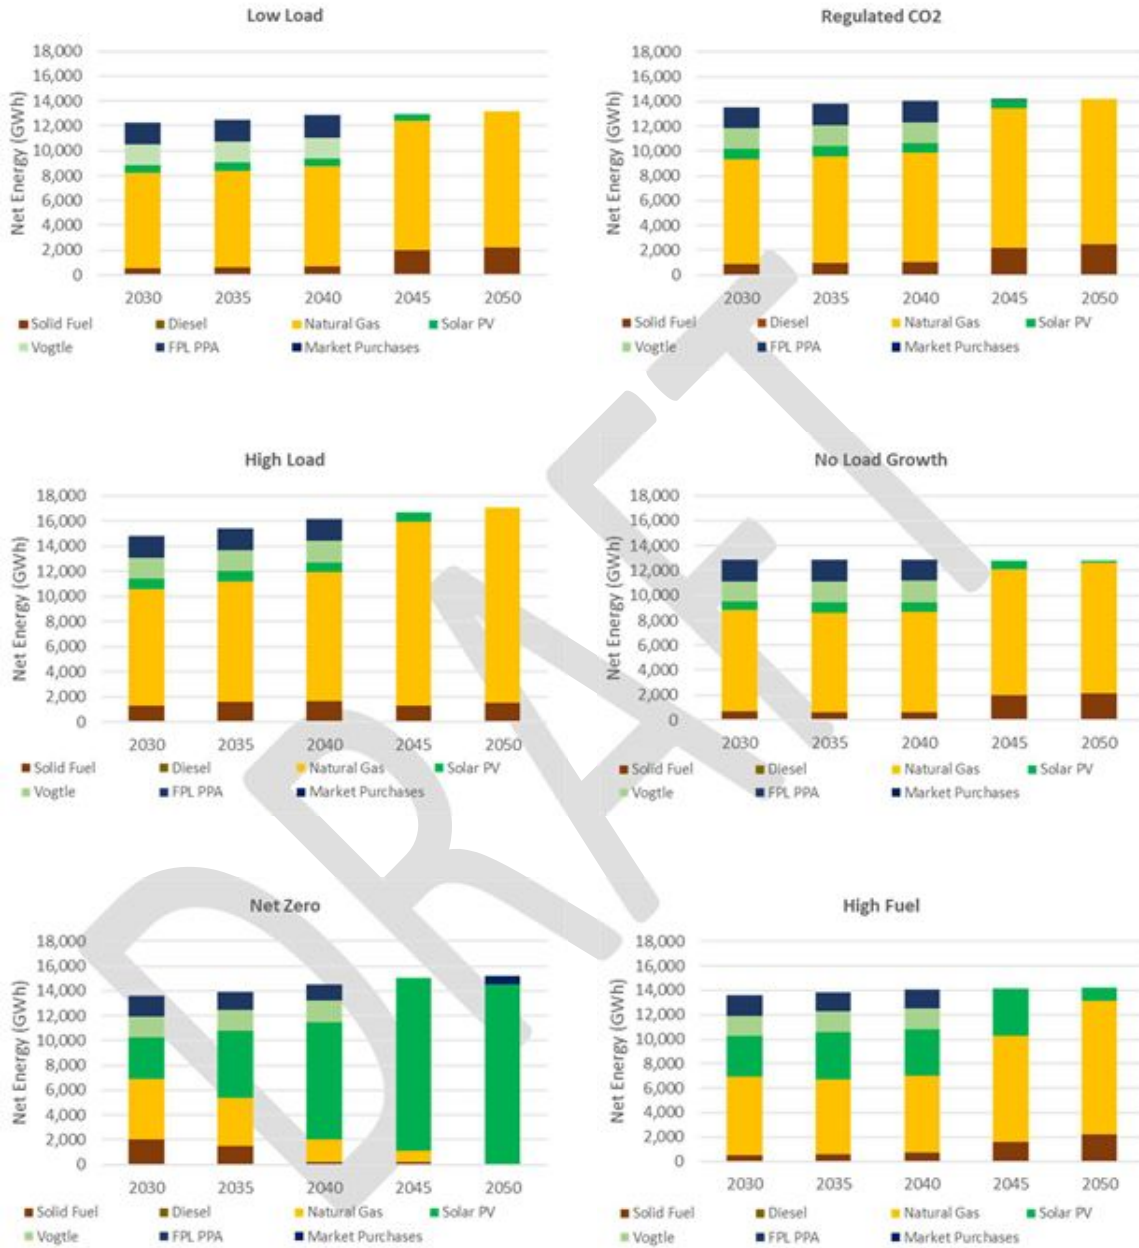 Low Load
Net Energy (GWh)
18,000
16,000
14,000
12,000
10,000
8,000
6,000
4,000
2,000
0
2030 2035 2040 2045 2050
Solid Fuel Diesel Natural Gas Solar PV
Vogtle FPL PPA Market Purchases
Regulated CO2
Net Energy (GWh)
18,000
16,000
14,000
12,000
10,000
8,000
6,000
4,000
2,000
0
2030 2035 2040 2045 2050
Solid Fuel Diesel Natural Gas Solar PV
Vogtle FPL PPA Market Purchases
High Load
Net Energy (GWh)
18,000
16,000
14,000
12,000
10,000
8,000
6,000
4,000
2,000
0
2030 2035 2040 2045 2050
Solid Fuel Diesel Natural Gas Solar PV
Vogtle FPL PPA Market Purchases
No Load Growth
Net Energy (GWh)
18,000
16,000
14,000
12,000
10,000
8,000
6,000
4,000
2,000
0
2030 2035 2040 2045 2050
Solid Fuel Diesel Natural Gas Solar PV
Vogtle FPL PPA Market Purchases
Net Zero
Net Energy (GWh)
18,000
16,000
14,000
12,000
10,000
8,000
6,000
4,000
2,000
0
2030 2035 2040 2045 2050
Solid Fuel Diesel Natural Gas Solar PV
Vogtle FPL PPA Market Purchases
High Fuel
Net Energy (GWh)
18,000
16,000
14,000
12,000
10,000
8,000
6,000
4,000
2,000
0
2030 2035 2040 2045 2050
Solid Fuel Diesel Natural Gas Solar PV
Vogtle FPL PPA Market Purchases
DRAFT